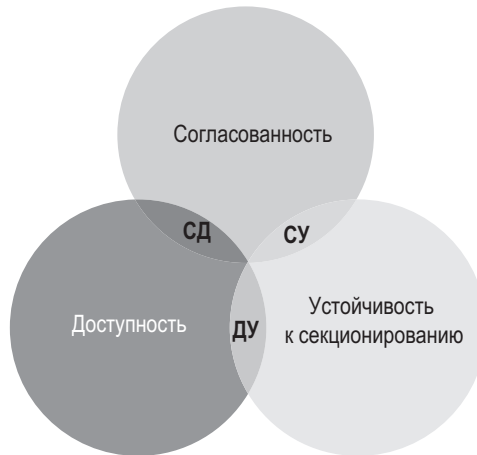 Согласованность
СД
СУ
Доступность
ДУ
Устойчивость
к секционированию